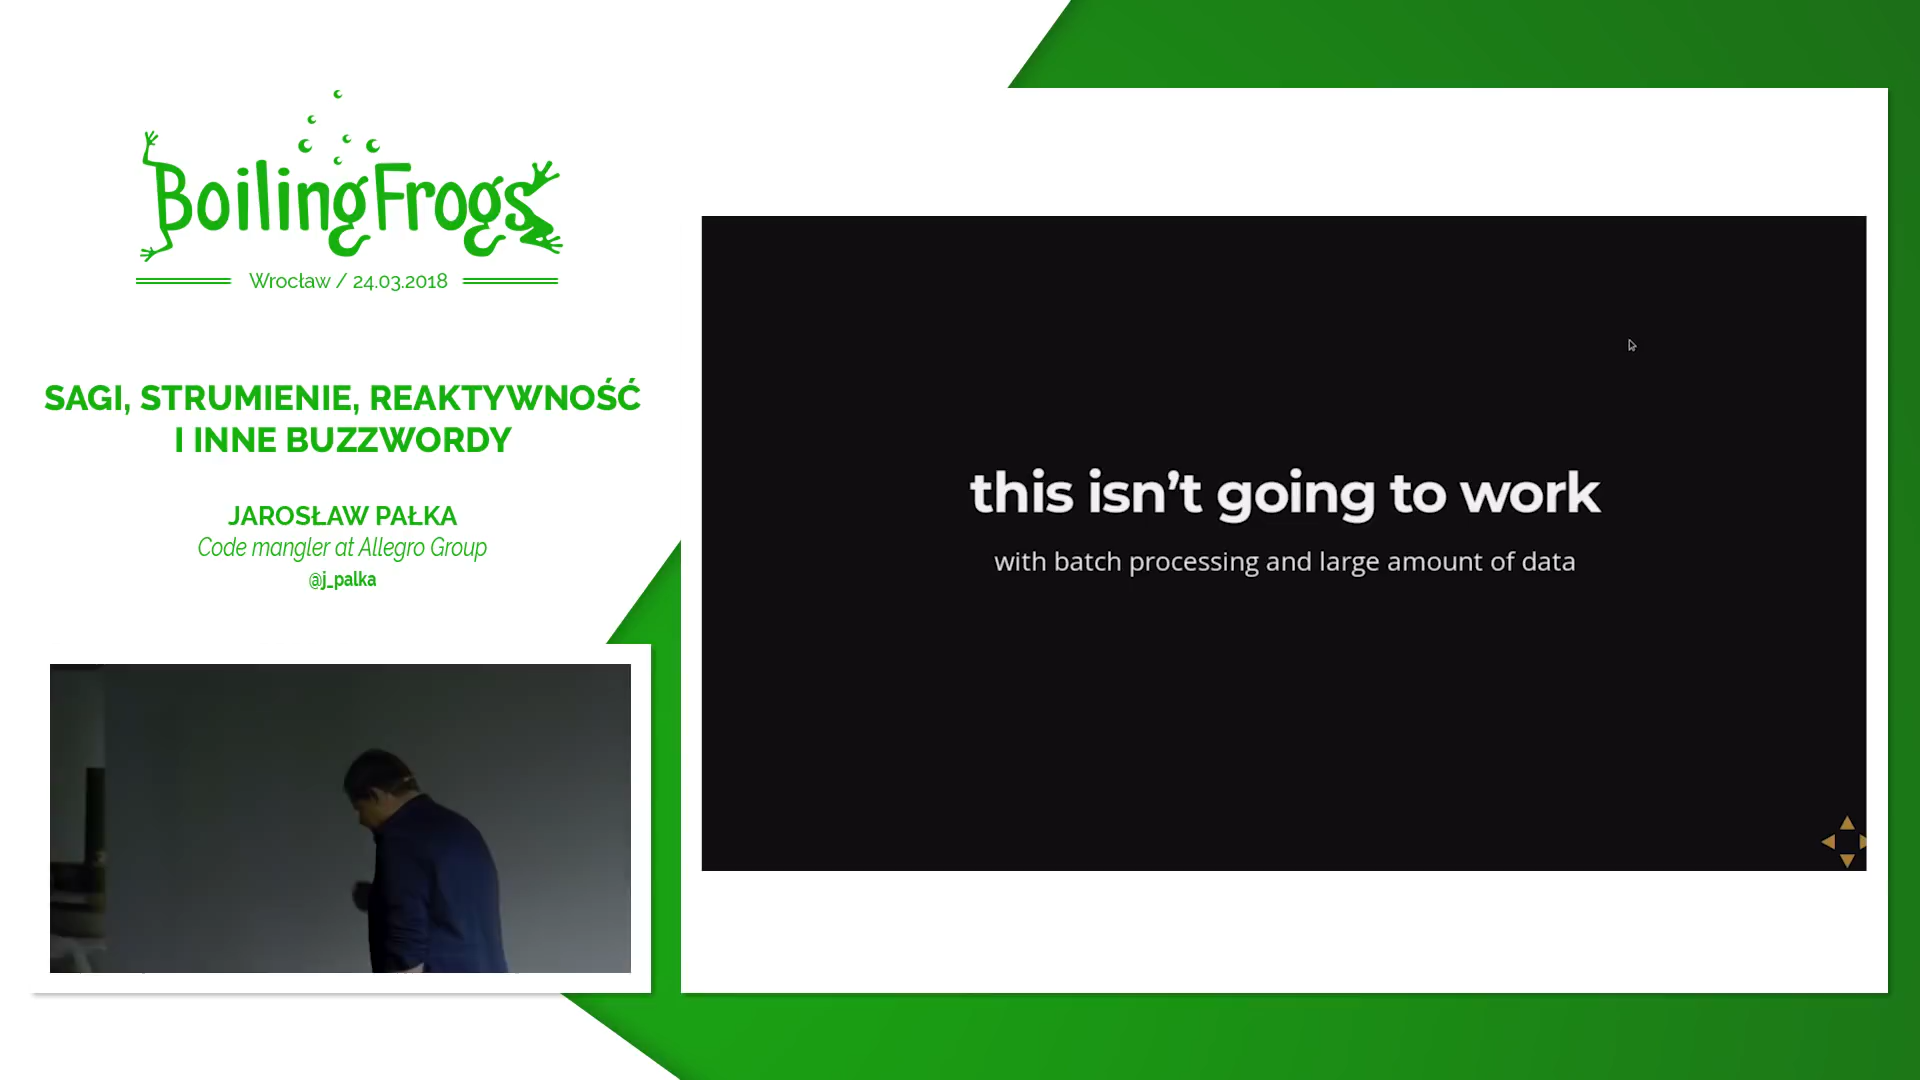 BoilingFrogs
Wrocław / 24.03.2018
SAGI, STRUMIENIE, REAKTYWNOŚĆ
I INNE BUZZWORDY
JAROSŁAW PAŁKA
Code mangler at Allegro Group
@j_palka
this isn’t going to work
with batch processing and large amount of data